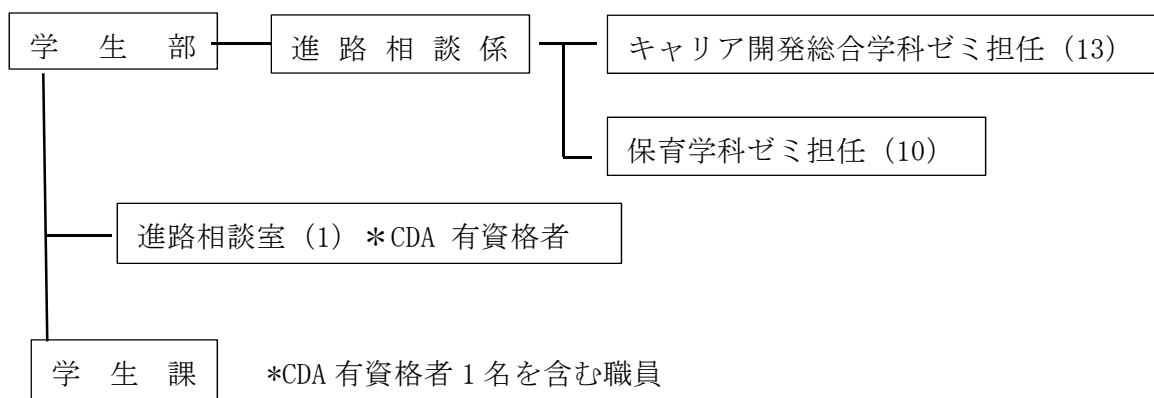 学生部
進路相談係
キャリア開発総合学科ゼミ担任（13）
保育学科ゼミ担任（10）
進路相談室（1）＊CDA 有資格者
学生課
*CDA 有資格者 1 名を含む職員